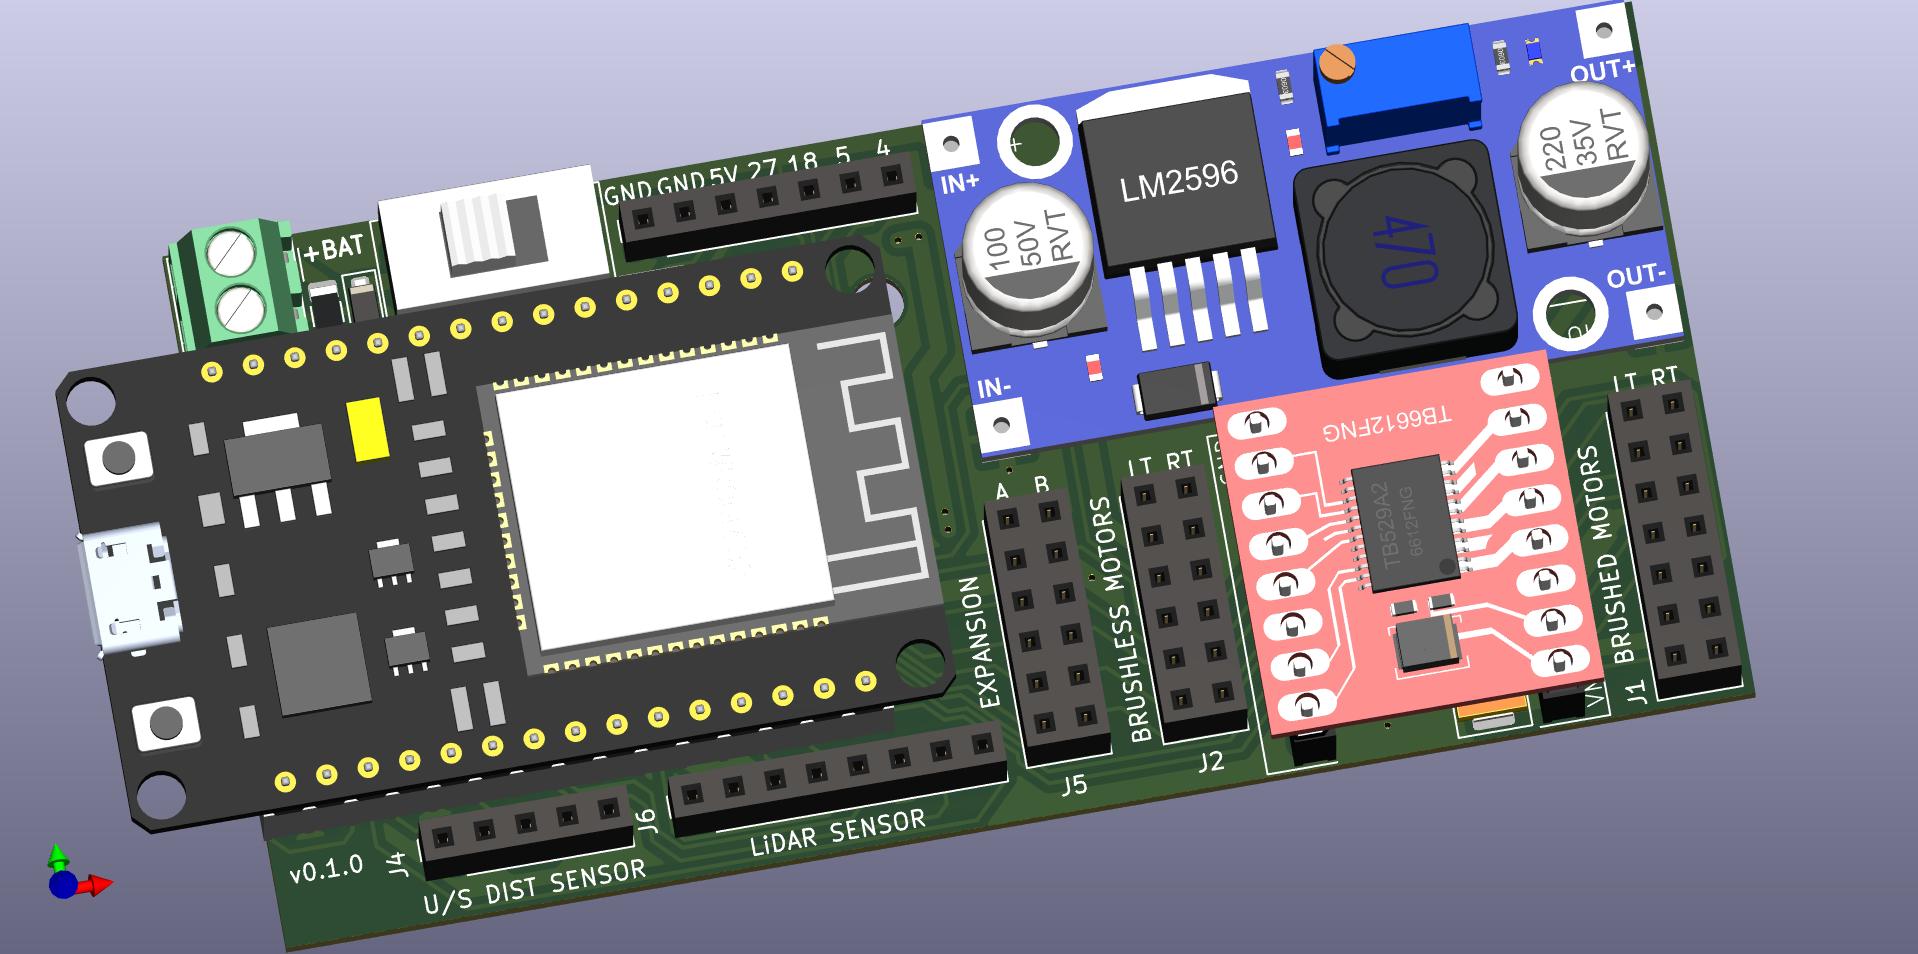 +BAT
GND GND 5V 27 18 5 4
IN+
IN-
100
50V
RVT
LM2596
470
220
35V
RVT
OUT+
OUT-
TB6612FNG
TB529A2
6612FNG
A B
EXPANSION
J5
LT RT
BRUSHLESS MOTORS
J2
LT RT
BRUSHED MOTORS
J1
v0.1.0
J4
U/S DIST SENSOR
J6
LiDAR SENSOR